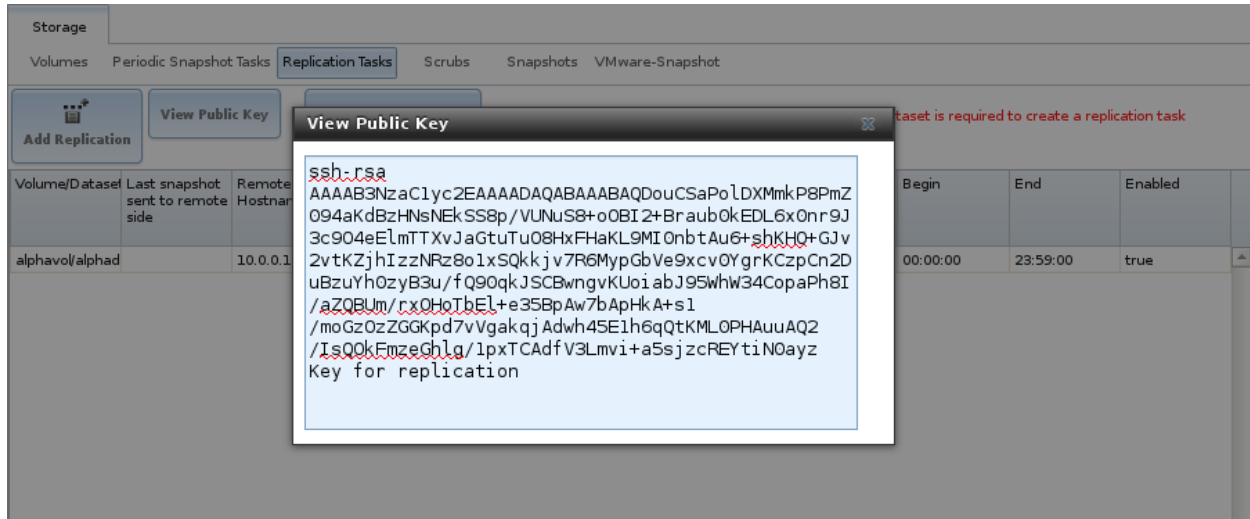 Storage
Volumes Periodic Snapshot Tasks Replication Tasks Scrubs Snapshots VMware-Snapshot
Add Replication
View Public Key
taset is required to create a replication task
View Public Key
ssh-rsa
AAAAB3NzaC1yc2EAAAADAQABAAABAQDouCSaPolDXMmkP8PmZ
094aKdBzHNsNEkSS8p/VUNuS8+oOBI2+Braub0kEDL6x0nr9J
3c9O4eElmTTXvJaGtuTuO8HxFHaKL9MI0nbtAu6+shKHQ+GJv
2vtKZjhIzzNRz8o1xSQkkjv7R6MypGbVe9xcv0YgrKCzpCn2D
uBzuYh0zyB3u/fQ90qkJSCBwngvKUoiabJ95WhW34CopaPh8I
/aZQBUm/rxOHoTbEl+e35BpAw7bApHkA+s1
/moGzOzZGGKpd7vVgakqjAdwh45E1h6qQtKML0PHAuuAQ2
/IsQOkFmzeGhlg/1pxTCAdfV3Lmvi+a5sjzcREYtiN0ayz
Key for replication
Volume/Dataset Last snapshot sent to remote side Remote Hostnar Begin End Enabled
alphavol/alphad 10.0.0.1 00:00:00 23:59:00 true